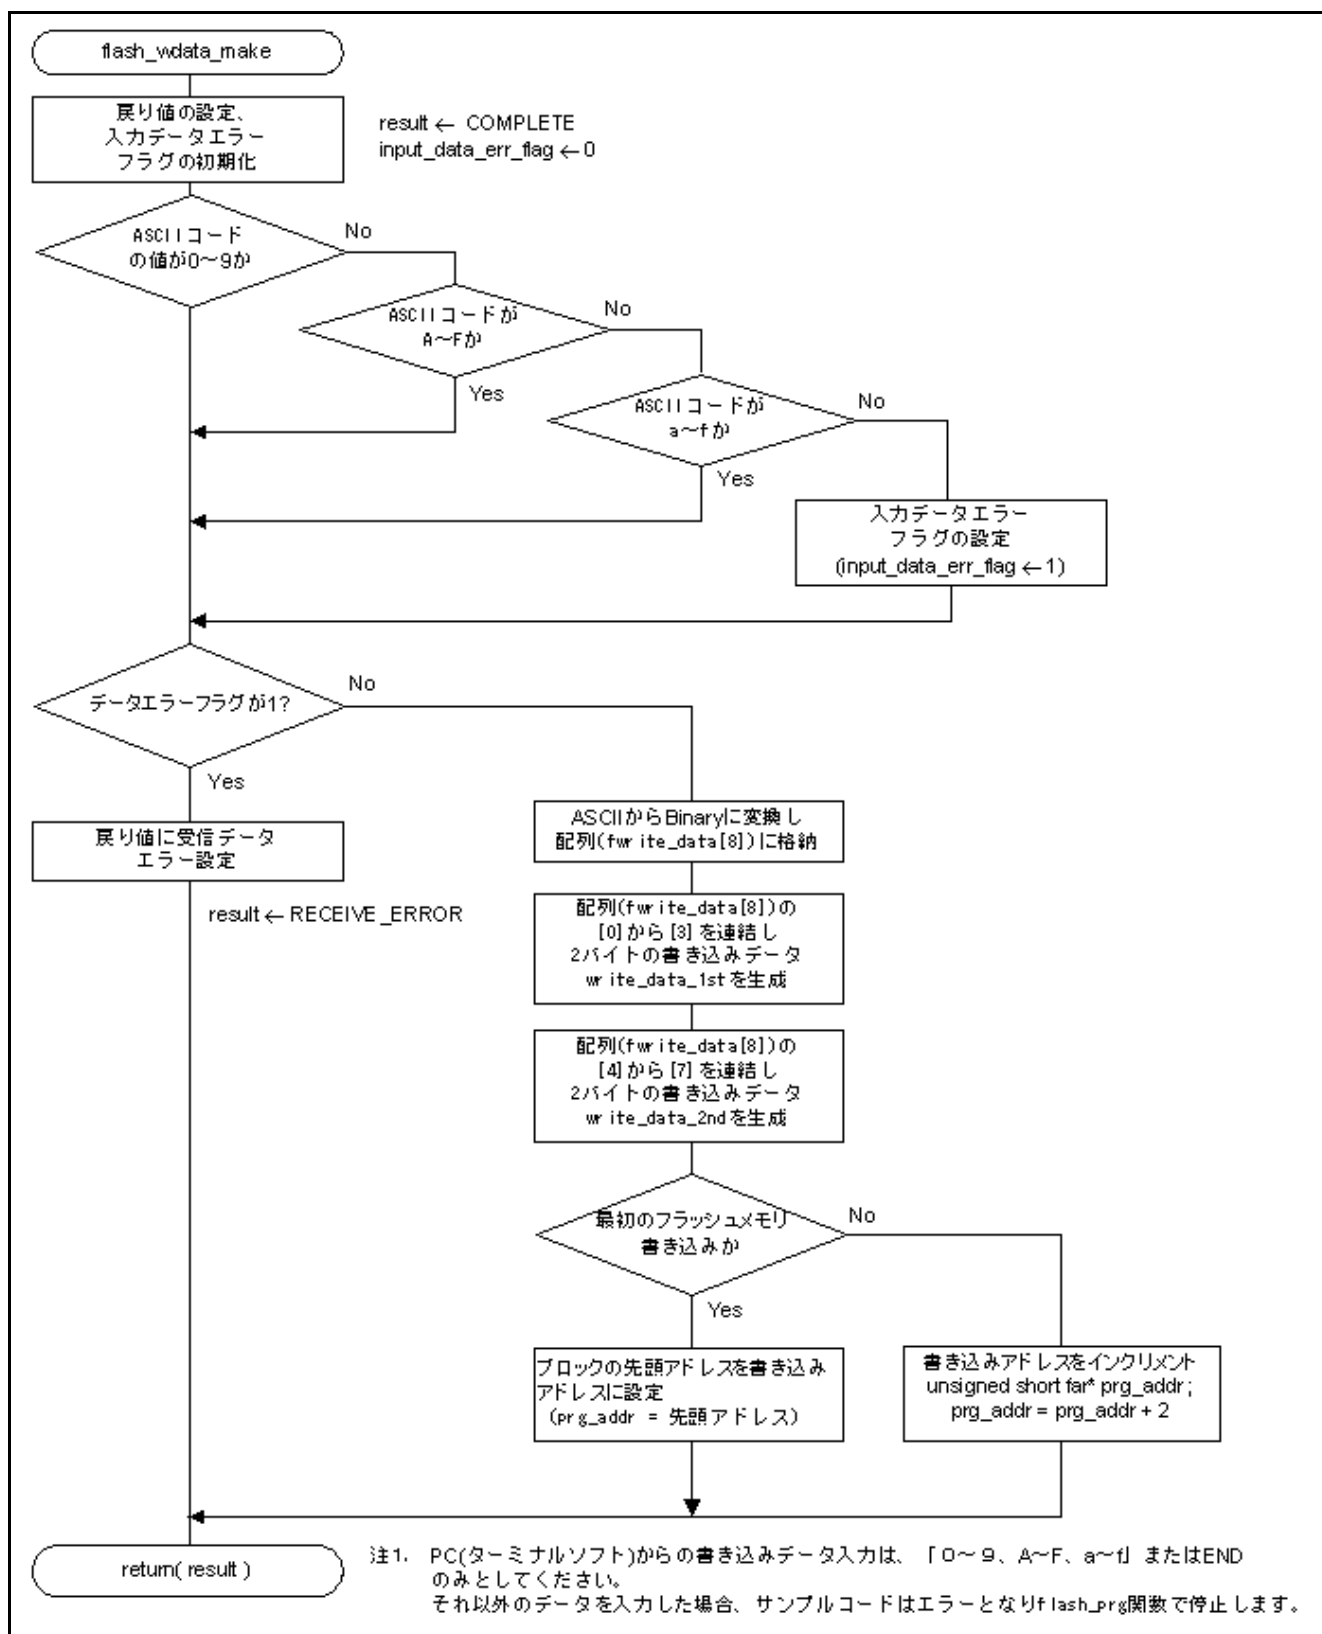 flash_wdata_make
戻り値の設定、
入力データエラー
フラグの初期化
result ← COMPLETE
input_data_err_flag ← 0
ASCIIコード
の値が0～9か
No
ASCIIコードが
A～Fか
No
Yes
ASCIIコードが
a～fか
No
Yes
入力データエラー
フラグの設定
(input_data_err_flag ← 1)
データエラーフラグが1?
No
Yes
戻り値に受信データ
エラー設定
result ← RECEIVE_ERROR
ASCIIからBinaryに変換し
配列(fwrite_data[8])に格納
配列(fwrite_data[8])の
[0]から[3]を連結し
2バイトの書き込みデータ
write_data_1stを生成
配列(fwrite_data[8])の
[4]から[7]を連結し
2バイトの書き込みデータ
write_data_2ndを生成
最初のフラッシュメモリ
書き込みか
No
Yes
ブロックの先頭アドレスを書き込み
アドレスに設定
(prg_addr = 先頭アドレス)
書き込みアドレスをインクリメント
unsigned short far* prg_addr;
prg_addr = prg_addr + 2
return( result )
注1. PC(ターミナルソフト)からの書き込みデータ入力は、「0～9、A～F、a～f」またはEND
のみとしてください。
それ以外のデータを入力した場合、サンプルコードはエラーとなりflash_prg関数で停止します。